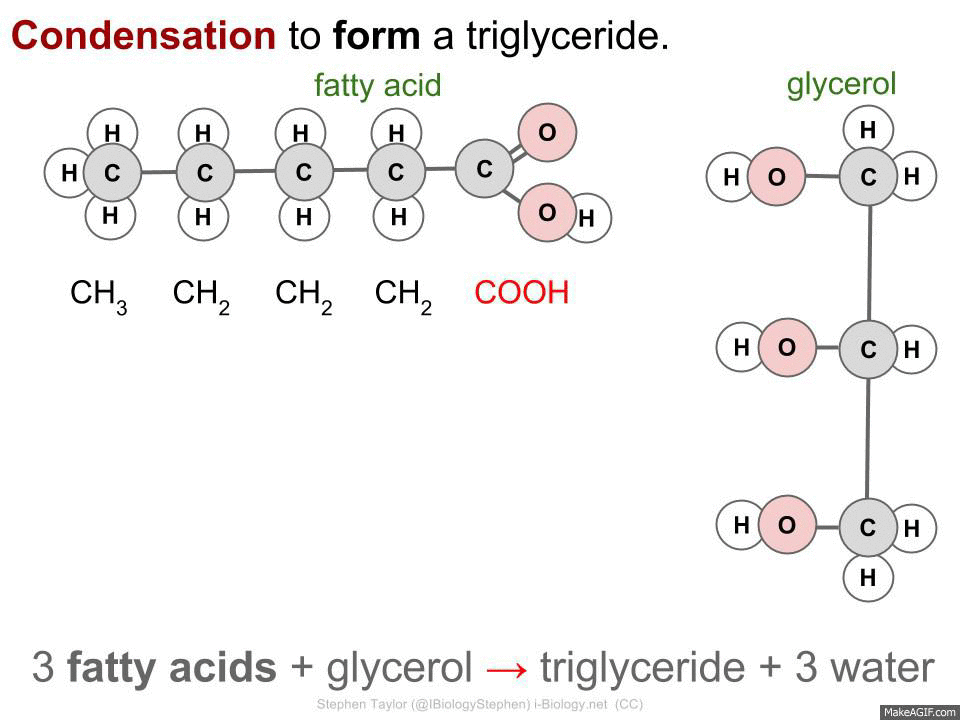 Condensation to form a triglyceride.
fatty acid
glycerol
H H H H O H
H C C C C C H O C H
H H H H O H
CH3 CH2 CH2 CH2 COOH
H O C H
H O C H
H
3 fatty acids + glycerol → triglyceride + 3 water
Stephen Taylor (@IBiologyStephen) i-Biology.net (CC)
MakeAGIF.com